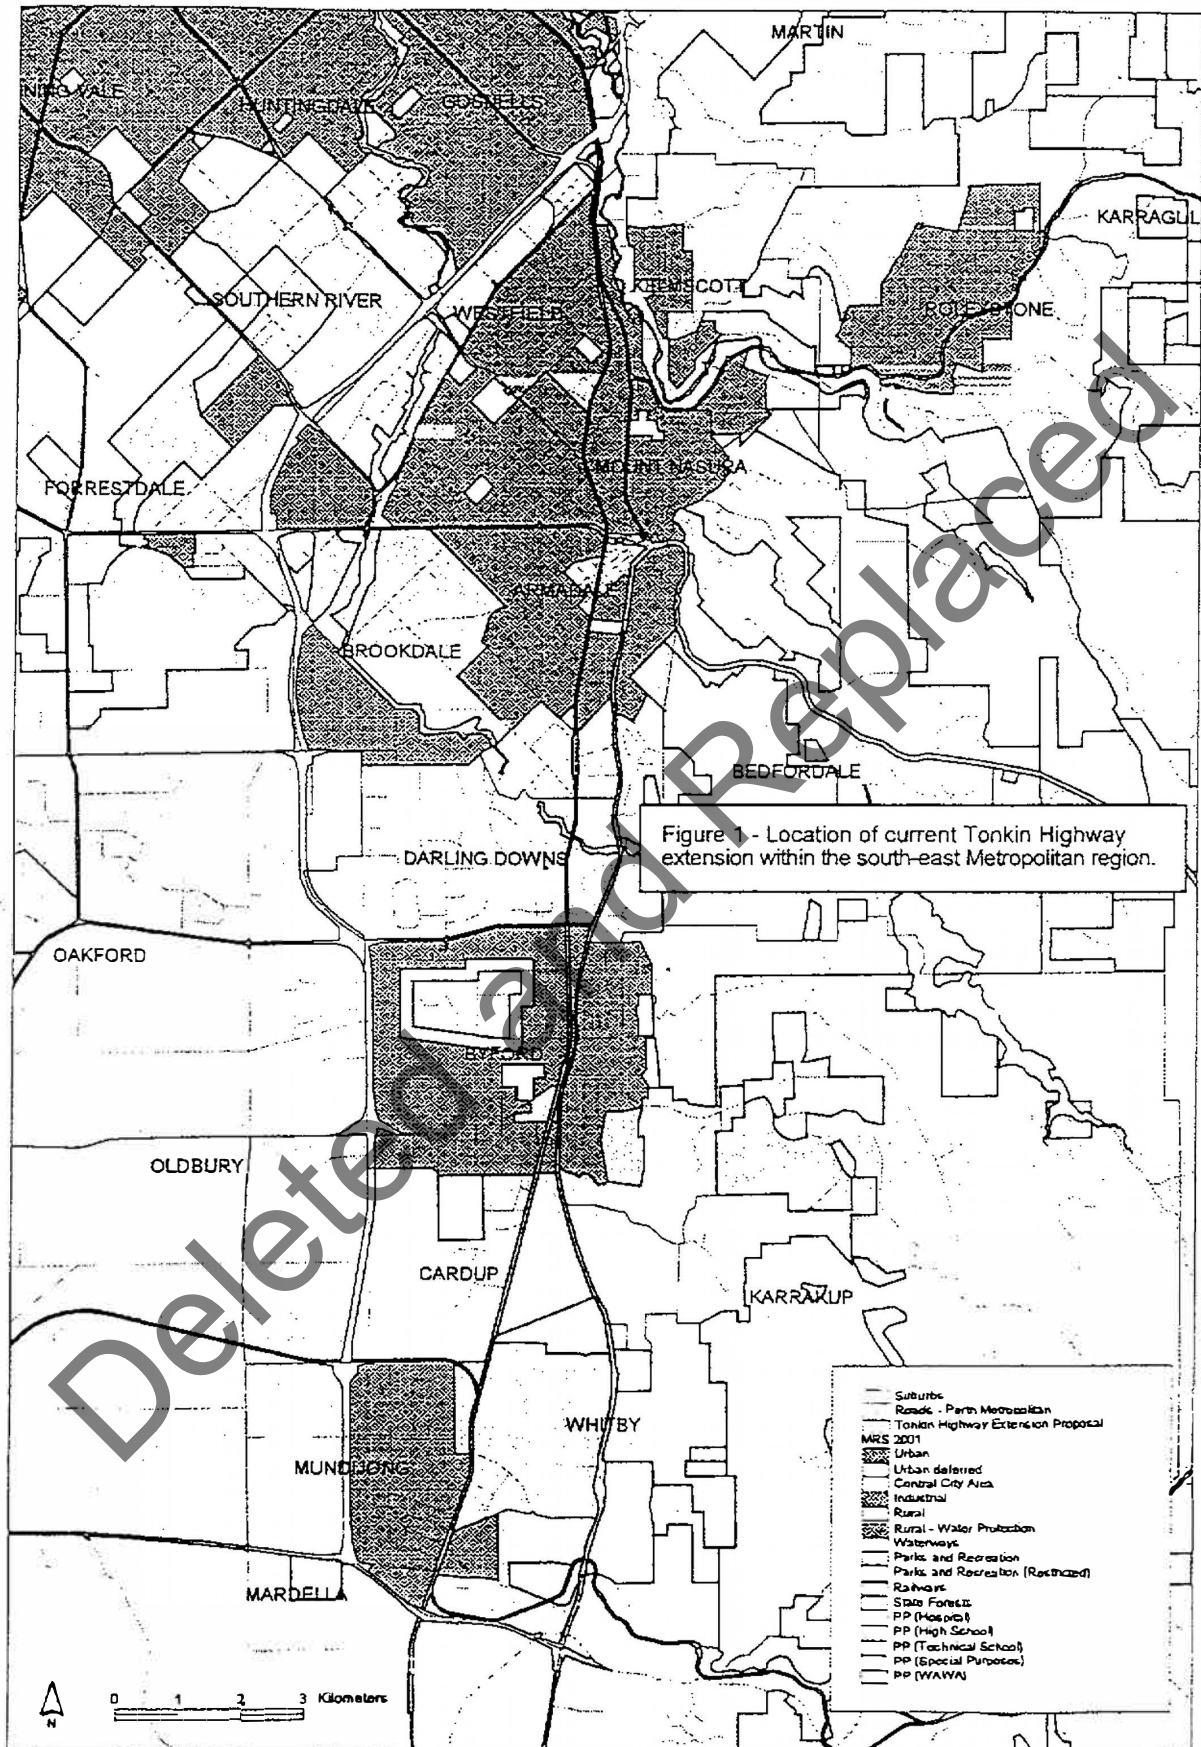 MARTIN
NING VALE
HUNTINGDALE
GOSNELLS
KARRAGUL
KELMSCOTT
SOUTHERN RIVER
WESTFIELD
ROLEYSTONE
MOUNT NASURA
FORRESTDALE
ARMADALE
BROOKDALE
BEDFORDALE
Figure 1 - Location of current Tonkin Highway
extension within the south-east Metropolitan region.
DARLING DOWNS
OAKFORD
BYFORD
OLDBURY
CARDUP
KARRAKUP
WHITBY
MUNDIJONG
MARDELLA
Suburbs
Roads - Perth Metropolitan
Tonkin Highway Extension Proposal
MRS 2001
Urban
Urban deferred
Central City Area
Industrial
Rural
Rural - Water Protection
Waterways
Parks and Recreation
Parks and Recreation (Restricted)
Railways
State Forests
PP (Hospital)
PP (High School)
PP (Technical School)
PP (Special Purposes)
PP (WAWA)
N
0 1 2 3 Kilometers
Deleted and Replaced